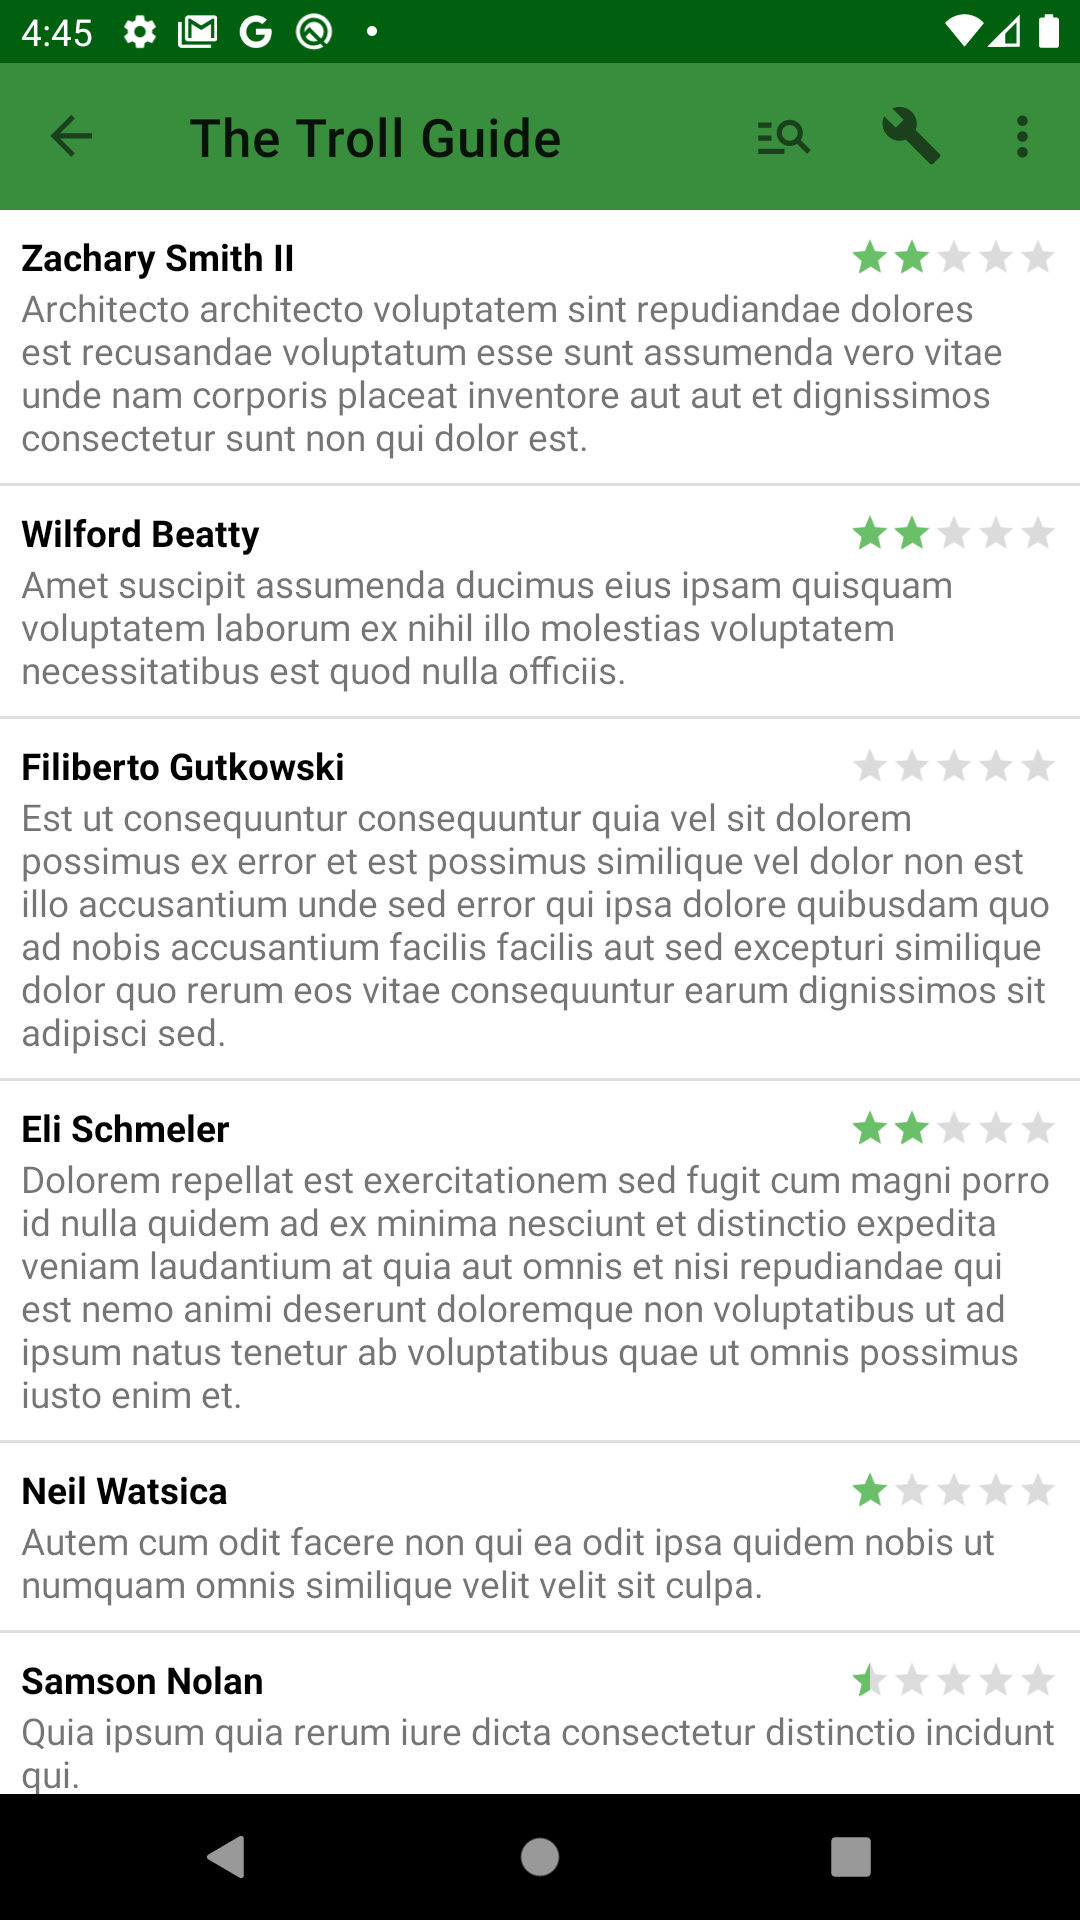 4:45
The Troll Guide
Zachary Smith II
Architecto architecto voluptatem sint repudiandae dolores
est recusandae voluptatum esse sunt assumenda vero vitae
unde nam corporis placeat inventore aut aut et dignissimos
consectetur sunt non qui dolor est.
Wilford Beatty
Amet suscipit assumenda ducimus eius ipsam quisquam
voluptatem laborum ex nihil illo molestias voluptatem
necessitatibus est quod nulla officiis.
Filiberto Gutkowski
Est ut consequuntur consequuntur quia vel sit dolorem
possimus ex error et est possimus similique vel dolor non est
illo accusantium unde sed error qui ipsa dolore quibusdam quo
ad nobis accusantium facilis facilis aut sed excepturi similique
dolor quo rerum eos vitae consequuntur earum dignissimos sit
adipisci sed.
Eli Schmeler
Dolorem repellat est exercitationem sed fugit cum magni porro
id nulla quidem ad ex minima nesciunt et distinctio expedita
veniam laudantium at quia aut omnis et nisi repudiandae qui
est nemo animi deserunt doloremque non voluptatibus ut ad
ipsum natus tenetur ab voluptatibus quae ut omnis possimus
iusto enim et.
Neil Watsica
Autem cum odit facere non qui ea odit ipsa quidem nobis ut
numquam omnis similique velit velit sit culpa.
Samson Nolan
Quia ipsum quia rerum iure dicta consectetur distinctio incidunt
qui.